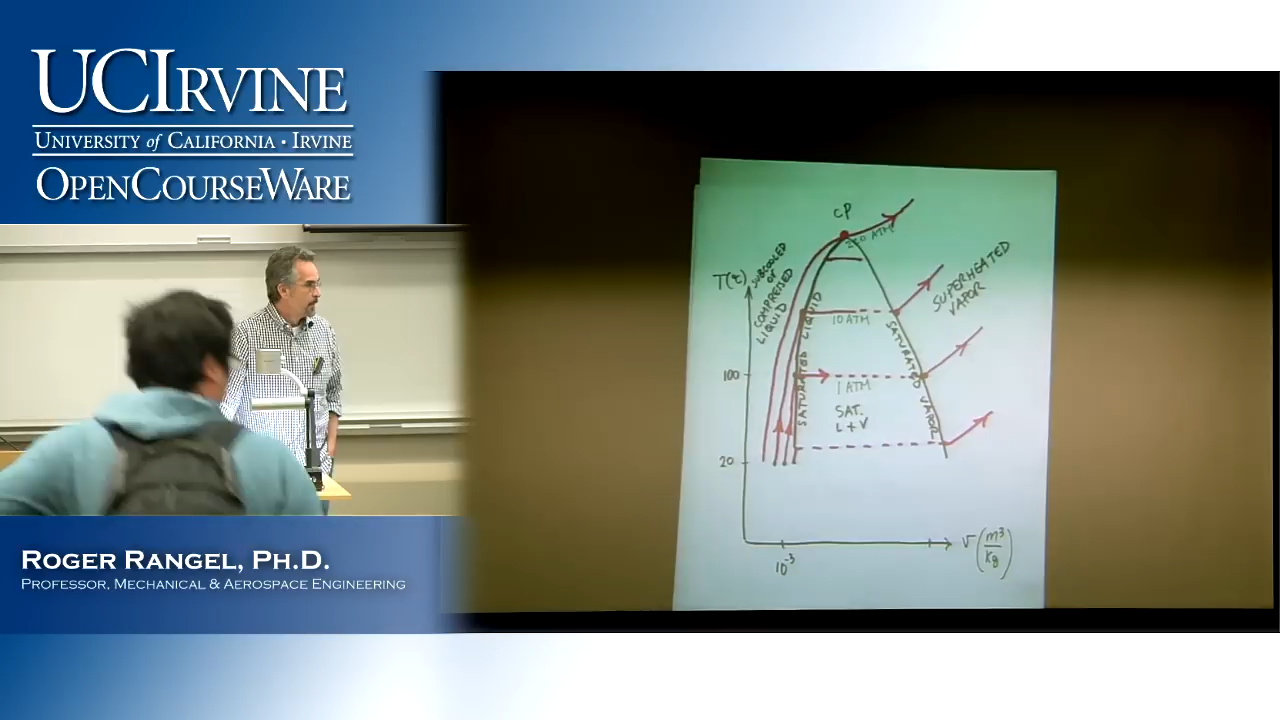 UCIRVINE
UNIVERSITY of CALIFORNIA · IRVINE
OPENCOURSEWARE
ROGER RANGEL, PH.D.
PROFESSOR, MECHANICAL & AEROSPACE ENGINEERING
CP
ATM
T(°C)
SUBCOOLED
OR
COMPRESSED
LIQUID
SUPERHEATED
VAPOR
SATURATED LIQUID
10 ATM
SATURATED VAPOR
100
1 ATM
SAT.
L+V
20
10⁻³
v (m³/kg)